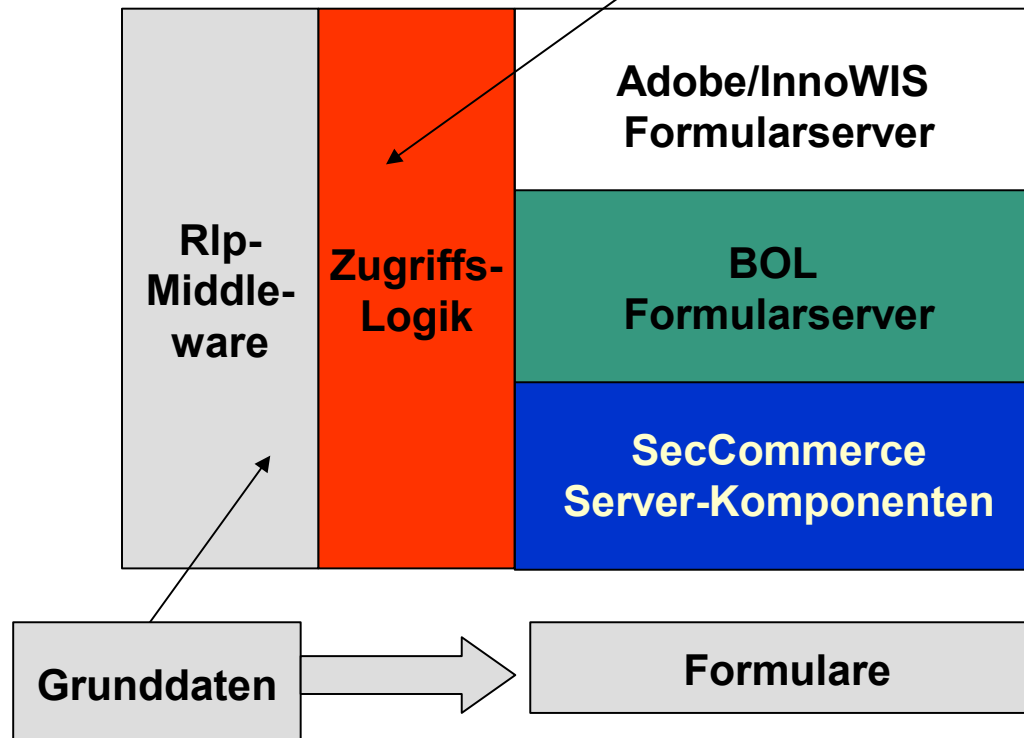 Rlp-
Middle-
ware
Zugriffs-
Logik
Adobe/InnoWIS
Formularserver
BOL
Formularserver
SecCommerce
Server-Komponenten
Grunddaten
Formulare